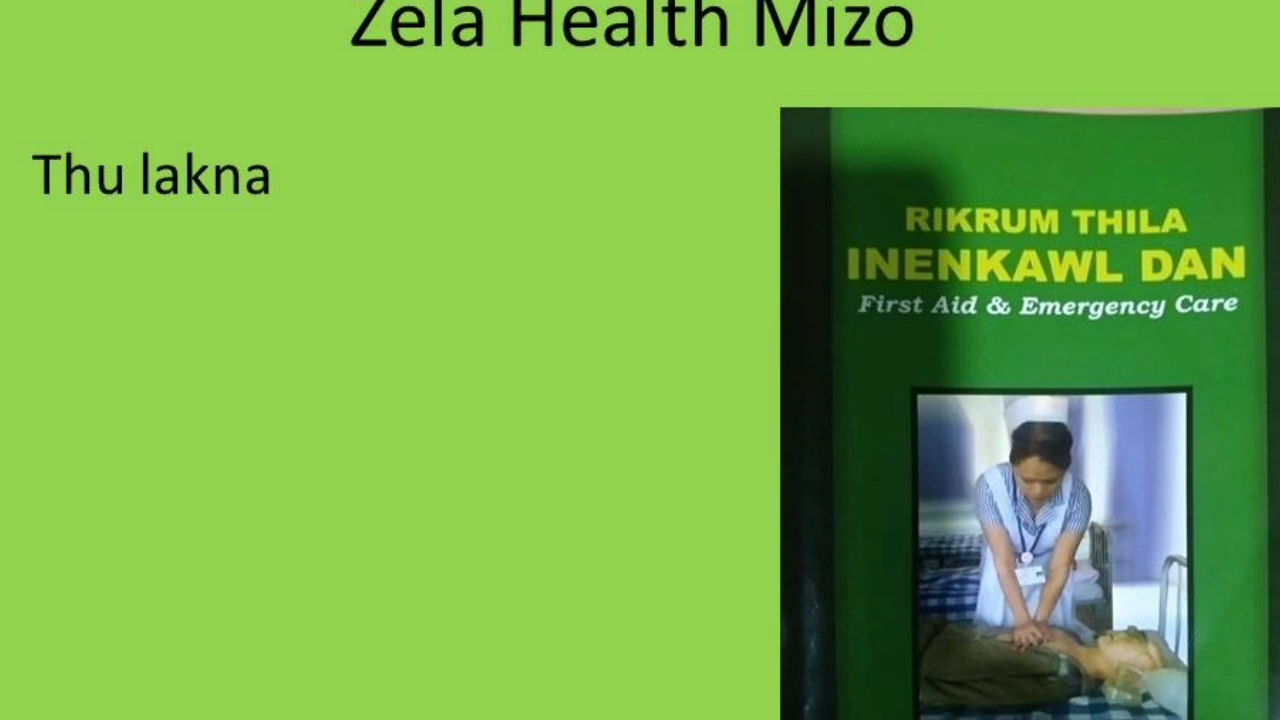 Zela Health Mizo
Thu lakna
RIKRUM THILA
INENKAWL DAN
First Aid & Emergency Care